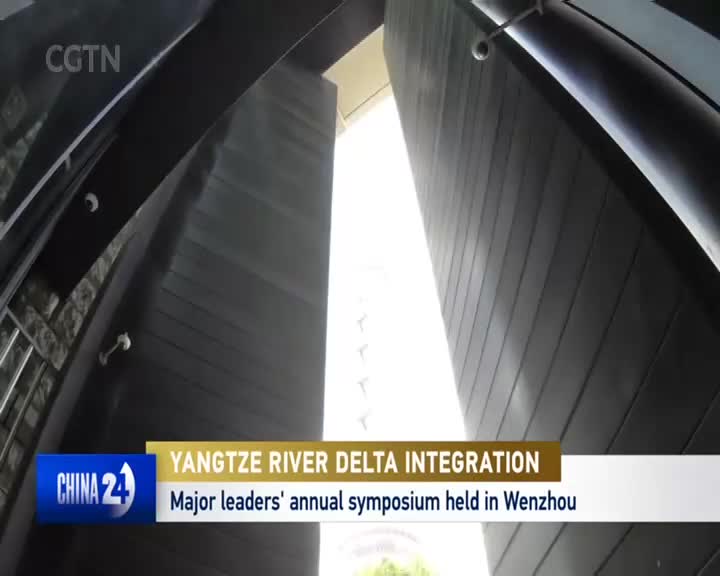 CGTN
YANGTZE RIVER DELTA INTEGRATION
CHINA 24
Major leaders' annual symposium held in Wenzhou